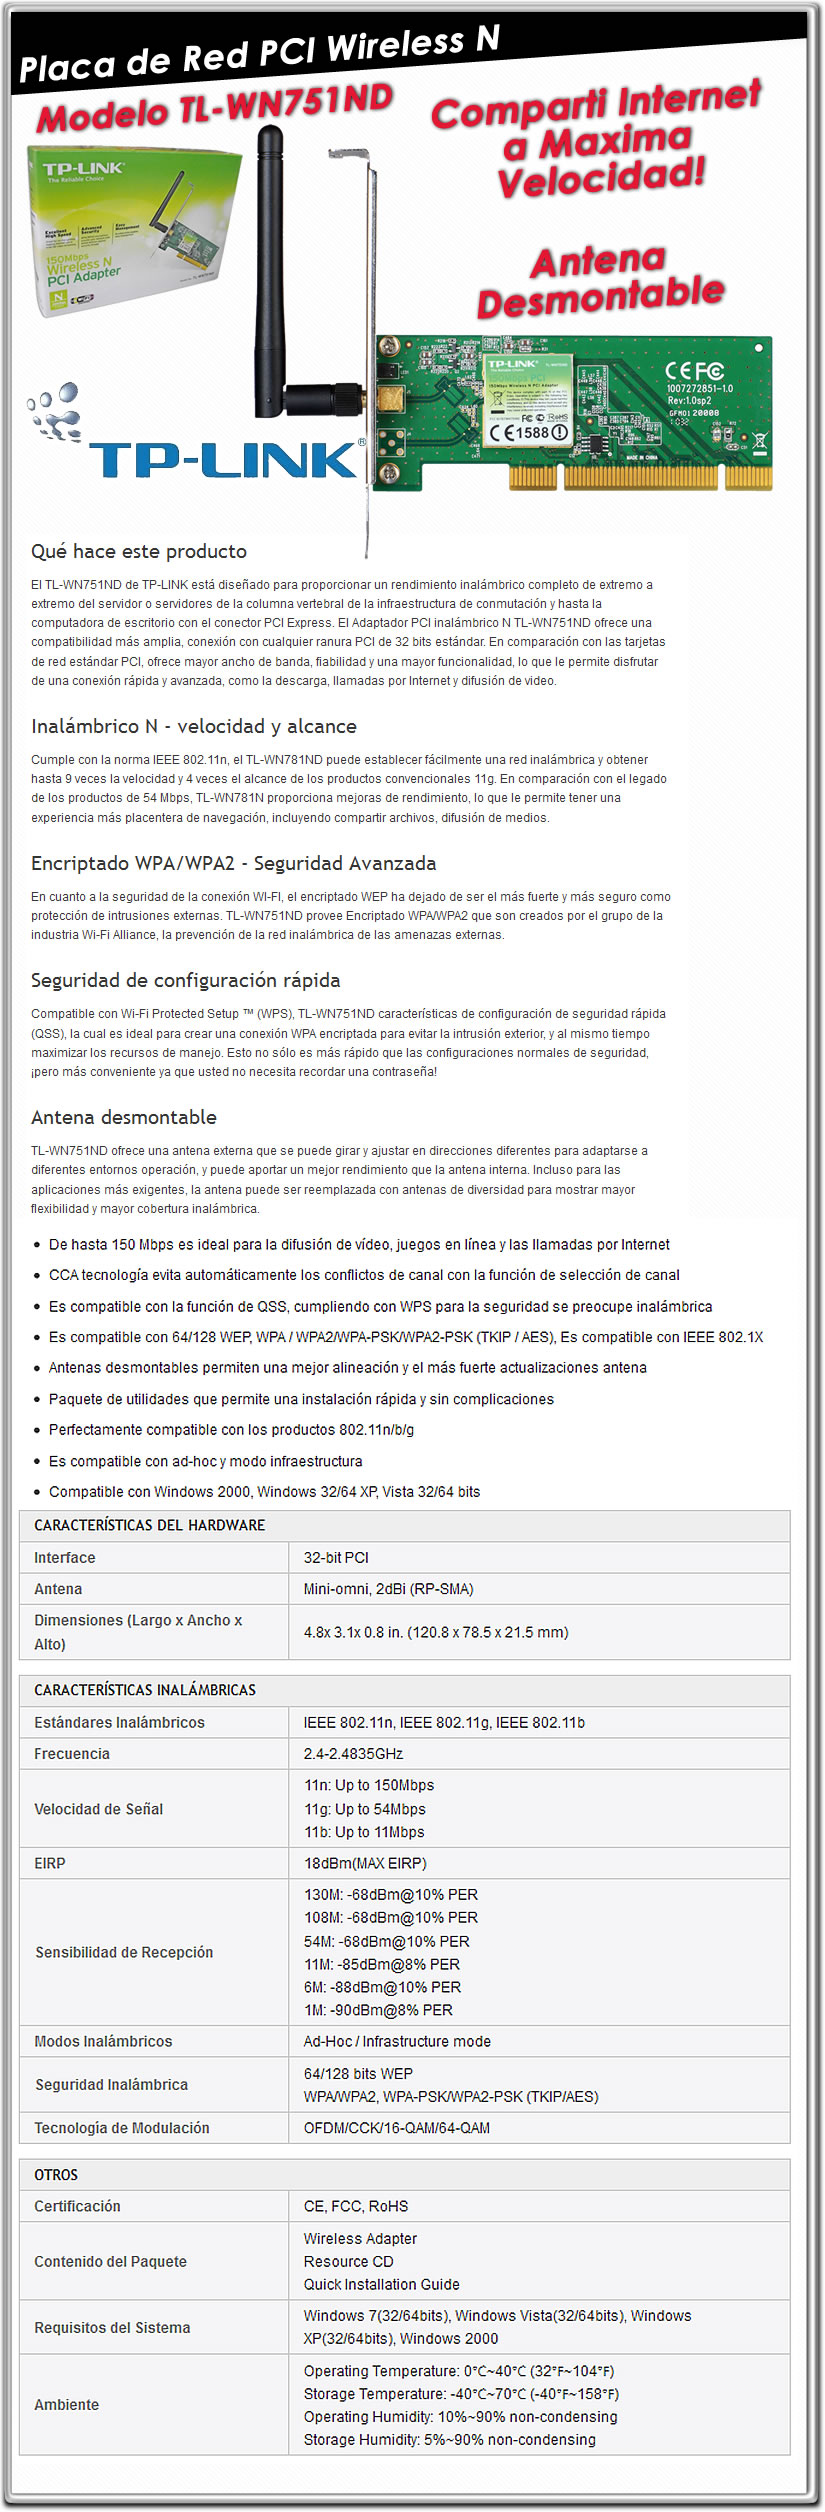 Placa de Red PCI Wireless N
Modelo TL-WN751ND
Comparti Internet
a Maxima
Velocidad!
Antena
Desmontable
TP-LINK®
The Reliable Choice
Excellent
High Speed
Advanced
Security
Easy
Management
150Mbps
Wireless N
PCI Adapter
TP-LINK®
TP-LINK
The Reliable Choice
150Mbps Wireless N PCI Adapter
CE1588
RoHS
CE FC
1007272851-1.0
Rev:1.0sp2
GFM01 20008
1032
MADE IN CHINA
Qué hace este producto
El TL-WN751ND de TP-LINK está diseñado para proporcionar un rendimiento inalámbrico completo de extremo a
extremo del servidor o servidores de la columna vertebral de la infraestructura de conmutación y hasta la
computadora de escritorio con el conector PCI Express. El Adaptador PCI inalámbrico N TL-WN751ND ofrece una
compatibilidad más amplia, conexión con cualquier ranura PCI de 32 bits estándar. En comparación con las tarjetas
de red estándar PCI, ofrece mayor ancho de banda, fiabilidad y una mayor funcionalidad, lo que le permite disfrutar
de una conexión rápida y avanzada, como la descarga, llamadas por Internet y difusión de video.
Inalámbrico N - velocidad y alcance
Cumple con la norma IEEE 802.11n, el TL-WN781ND puede establecer fácilmente una red inalámbrica y obtener
hasta 9 veces la velocidad y 4 veces el alcance de los productos convencionales 11g. En comparación con el legado
de los productos de 54 Mbps, TL-WN781N proporciona mejoras de rendimiento, lo que le permite tener una
experiencia más placentera de navegación, incluyendo compartir archivos, difusión de medios.
Encriptado WPA/WPA2 - Seguridad Avanzada
En cuanto a la seguridad de la conexión WI-FI, el encriptado WEP ha dejado de ser el más fuerte y más seguro como
protección de intrusiones externas. TL-WN751ND provee Encriptado WPA/WPA2 que son creados por el grupo de la
industria Wi-Fi Alliance, la prevención de la red inalámbrica de las amenazas externas.
Seguridad de configuración rápida
Compatible con Wi-Fi Protected Setup ™ (WPS), TL-WN751ND características de configuración de seguridad rápida
(QSS), la cual es ideal para crear una conexión WPA encriptada para evitar la intrusión exterior, y al mismo tiempo
maximizar los recursos de manejo. Esto no sólo es más rápido que las configuraciones normales de seguridad,
¡pero más conveniente ya que usted no necesita recordar una contraseña!
Antena desmontable
TL-WN751ND ofrece una antena externa que se puede girar y ajustar en direcciones diferentes para adaptarse a
diferentes entornos operación, y puede aportar un mejor rendimiento que la antena interna. Incluso para las
aplicaciones más exigentes, la antena puede ser reemplazada con antenas de diversidad para mostrar mayor
flexibilidad y mayor cobertura inalámbrica.
• De hasta 150 Mbps es ideal para la difusión de vídeo, juegos en línea y las llamadas por Internet
• CCA tecnología evita automáticamente los conflictos de canal con la función de selección de canal
• Es compatible con la función de QSS, cumpliendo con WPS para la seguridad se preocupe inalámbrica
• Es compatible con 64/128 WEP, WPA / WPA2/WPA-PSK/WPA2-PSK (TKIP / AES), Es compatible con IEEE 802.1X
• Antenas desmontables permiten una mejor alineación y el más fuerte actualizaciones antena
• Paquete de utilidades que permite una instalación rápida y sin complicaciones
• Perfectamente compatible con los productos 802.11n/b/g
• Es compatible con ad-hoc y modo infraestructura
• Compatible con Windows 2000, Windows 32/64 XP, Vista 32/64 bits
CARACTERÍSTICAS DEL HARDWARE
Interface 32-bit PCI
Antena Mini-omni, 2dBi (RP-SMA)
Dimensiones (Largo x Ancho x
Alto) 4.8x 3.1x 0.8 in. (120.8 x 78.5 x 21.5 mm)
CARACTERÍSTICAS INALÁMBRICAS
Estándares Inalámbricos IEEE 802.11n, IEEE 802.11g, IEEE 802.11b
Frecuencia 2.4-2.4835GHz
Velocidad de Señal
11n: Up to 150Mbps
11g: Up to 54Mbps
11b: Up to 11Mbps
EIRP 18dBm(MAX EIRP)
Sensibilidad de Recepción
130M: -68dBm@10% PER
108M: -68dBm@10% PER
54M: -68dBm@10% PER
11M: -85dBm@8% PER
6M: -88dBm@10% PER
1M: -90dBm@8% PER
Modos Inalámbricos Ad-Hoc / Infrastructure mode
Seguridad Inalámbrica
64/128 bits WEP
WPA/WPA2, WPA-PSK/WPA2-PSK (TKIP/AES)
Tecnología de Modulación OFDM/CCK/16-QAM/64-QAM
OTROS
Certificación CE, FCC, RoHS
Contenido del Paquete
Wireless Adapter
Resource CD
Quick Installation Guide
Requisitos del Sistema
Windows 7(32/64bits), Windows Vista(32/64bits), Windows
XP(32/64bits), Windows 2000
Ambiente
Operating Temperature: 0℃~40℃ (32℉~104℉)
Storage Temperature: -40℃~70℃ (-40℉~158℉)
Operating Humidity: 10%~90% non-condensing
Storage Humidity: 5%~90% non-condensing